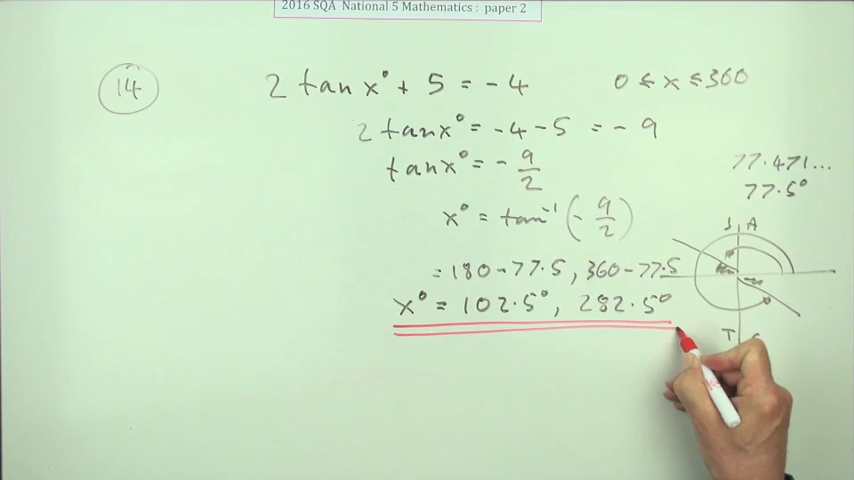 2016 SQA National 5 Mathematics : paper 2
14
2 tan x° + 5 = -4
0 ≤ x ≤ 360
2 tan x° = -4 - 5 = -9
tan x° = - 9/2
77.471...
77.5°
x° = tan⁻¹ (- 9/2)
S A
= 180 - 77.5, 360 - 77.5
x° = 102.5°, 282.5°
T